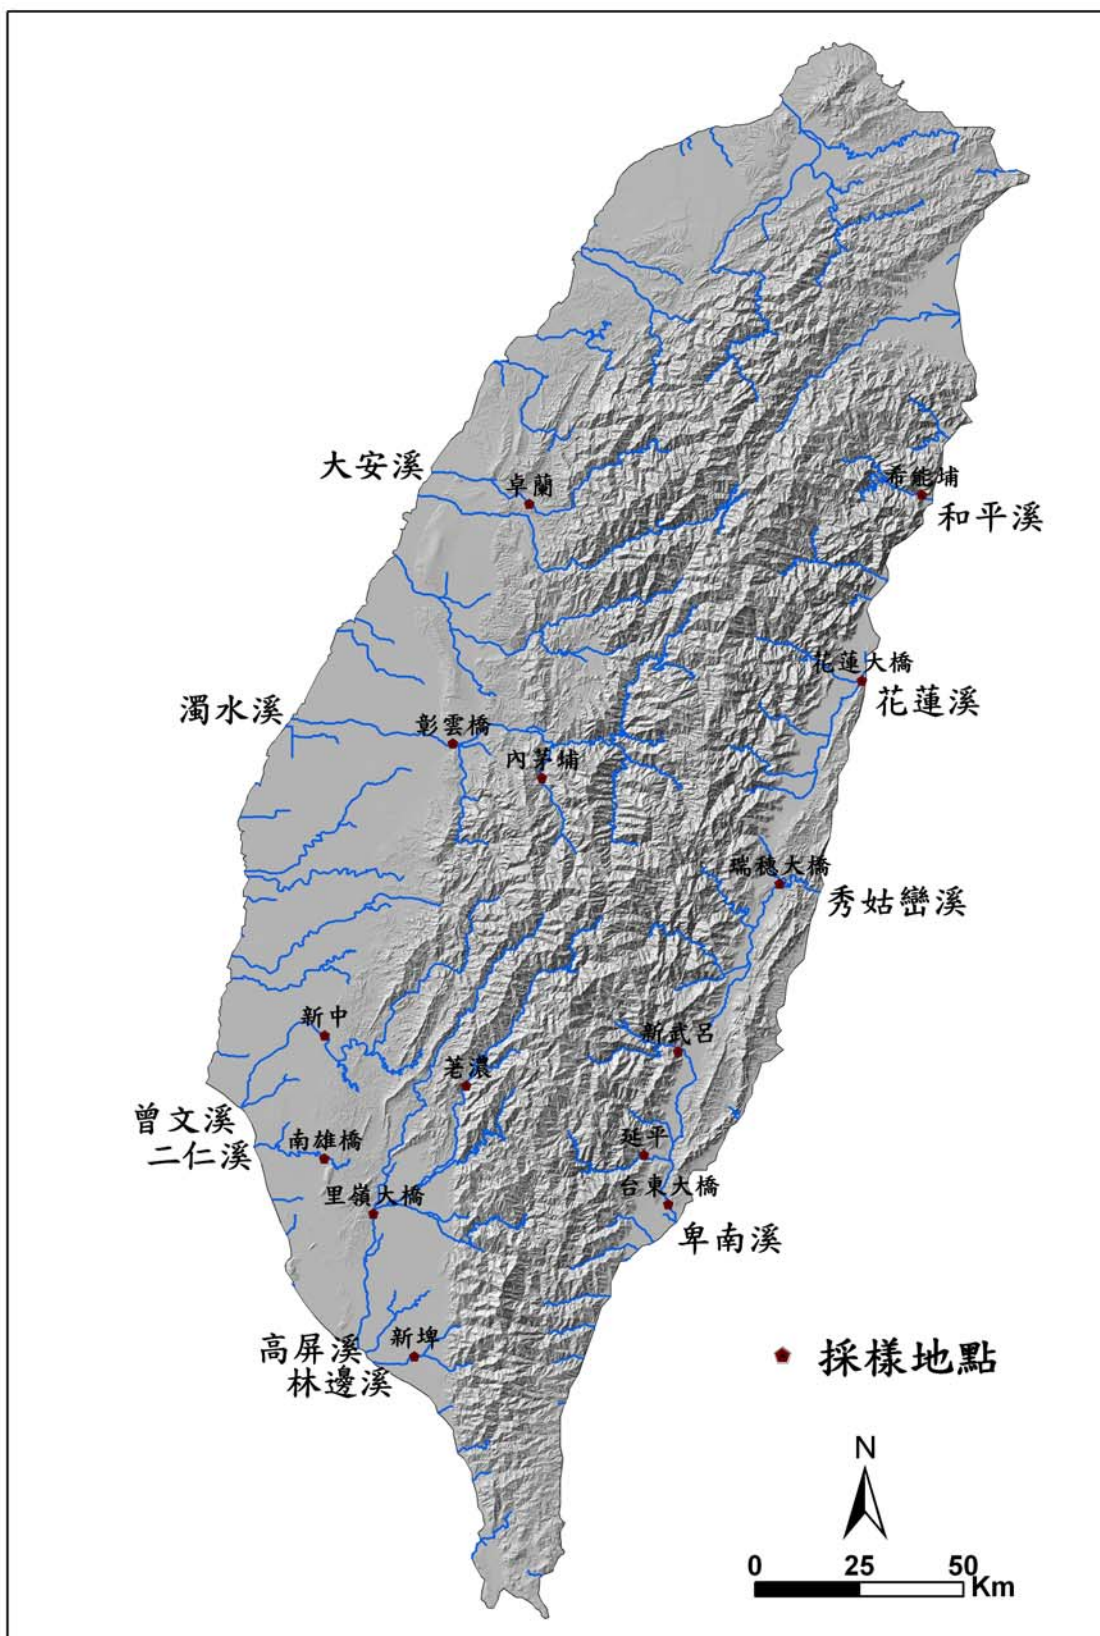 大安溪
卓蘭
希能埔
和平溪
花蓮大橋
花蓮溪
濁水溪
彰雲橋
內茅埔
瑞穗大橋
秀姑巒溪
新中
新武呂
荖濃
曾文溪
二仁溪
南雄橋
延平
里嶺大橋
台東大橋
卑南溪
高屏溪
新埤
林邊溪
採樣地點
N
0 25 50
Km